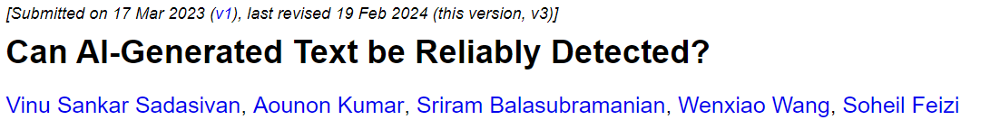 [Submitted on 17 Mar 2023 (v1), last revised 19 Feb 2024 (this version, v3)]
Can AI-Generated Text be Reliably Detected?
Vinu Sankar Sadasivan, Aounon Kumar, Sriram Balasubramanian, Wenxiao Wang, Soheil Feizi